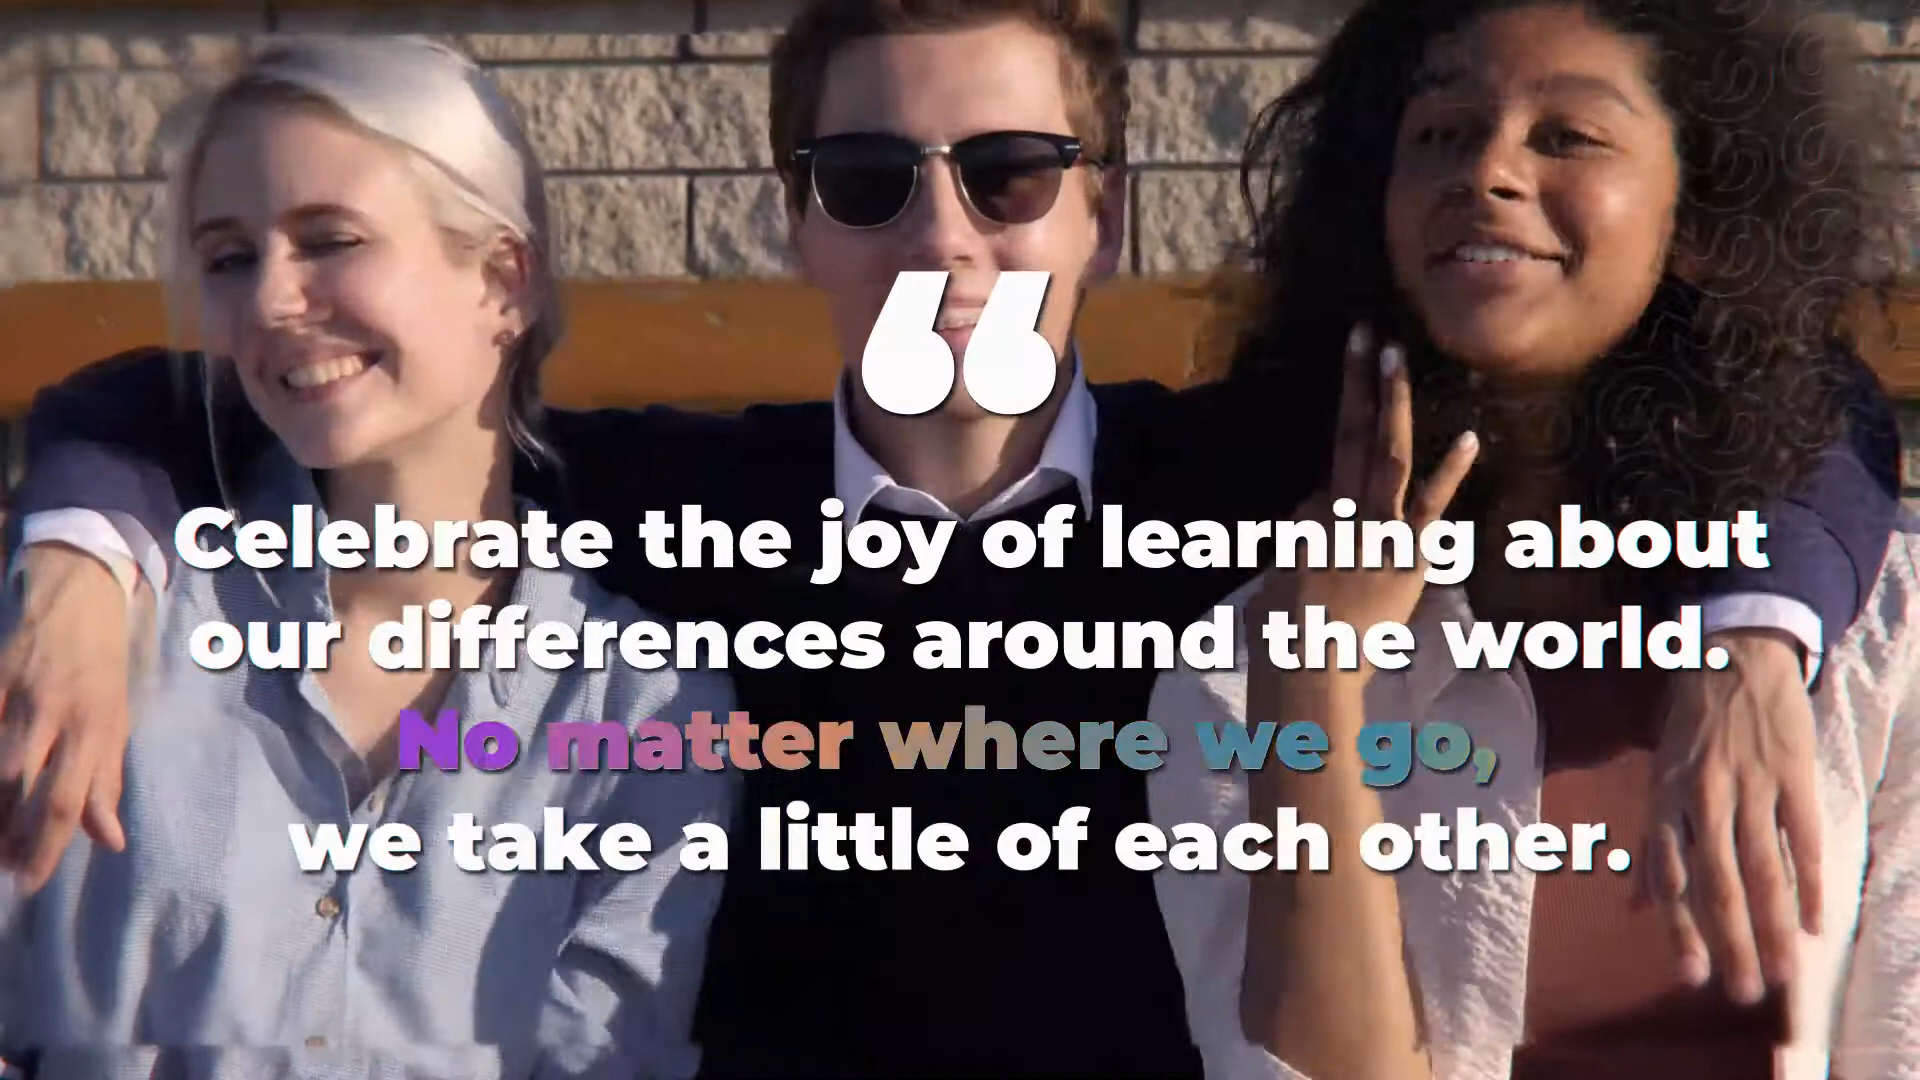 “
Celebrate the joy of learning about
our differences around the world.
No matter where we go,
we take a little of each other.